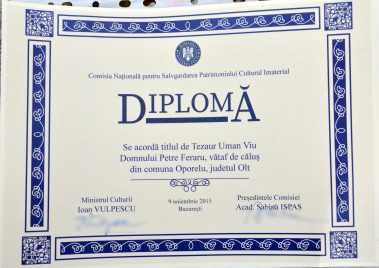 Comisia Națională pentru Salvgardarea Patrimoniului Cultural Imaterial
DIPLOMĂ
Se acordă titlul de Tezaur Uman Viu
Domnului Petre Feraru, vătaf de căluș
din comuna Oporelu, județul Olt
Ministrul Culturii
Ioan VULPESCU
9 noiembrie 2015
București
Președintele Comisiei
Acad. Sabina ISPAS